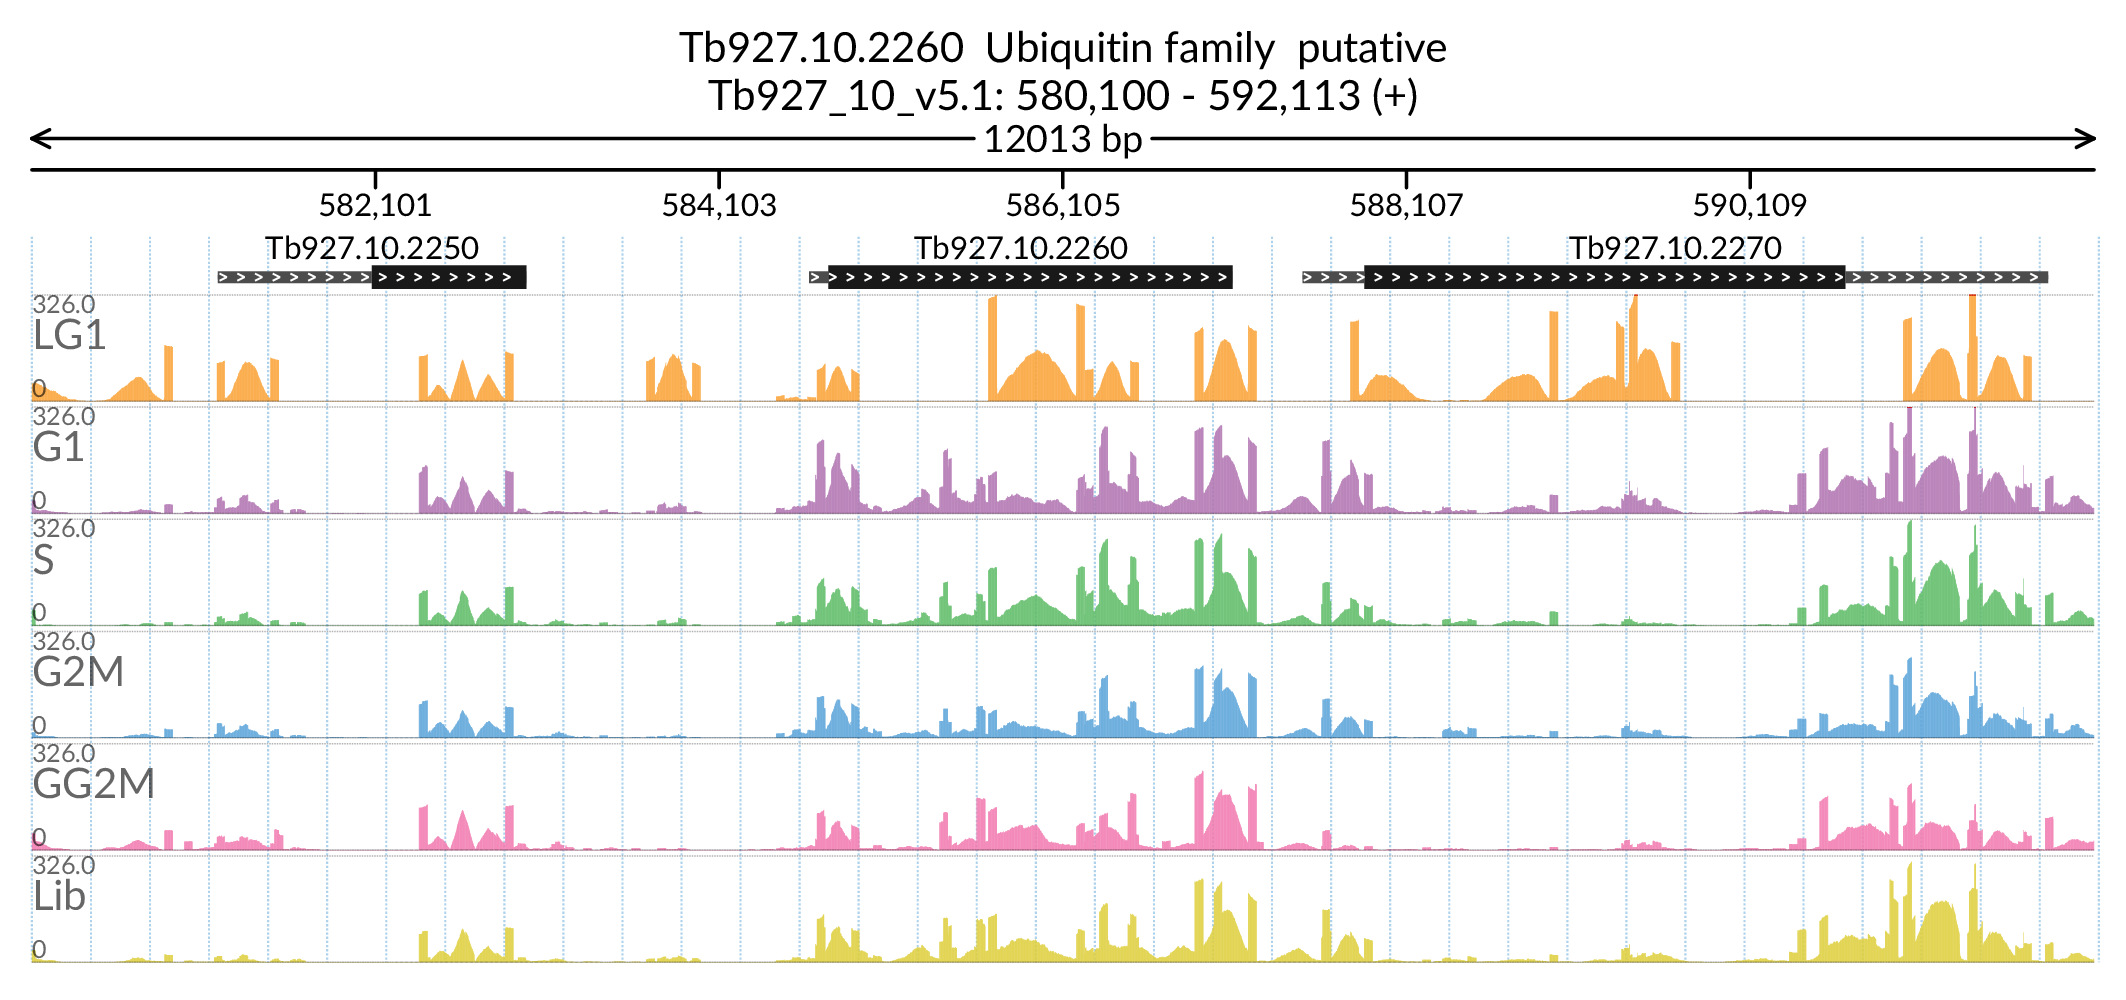 Tb927.10.2260  Ubiquitin family  putative
Tb927_10_v5.1: 580,100 - 592,113 (+)
12013 bp
582,101 584,103 586,105 588,107 590,109
Tb927.10.2250 Tb927.10.2260 Tb927.10.2270
326.0
LG1
0
326.0
G1
0
326.0
S
0
326.0
G2M
0
326.0
GG2M
0
326.0
Lib
0